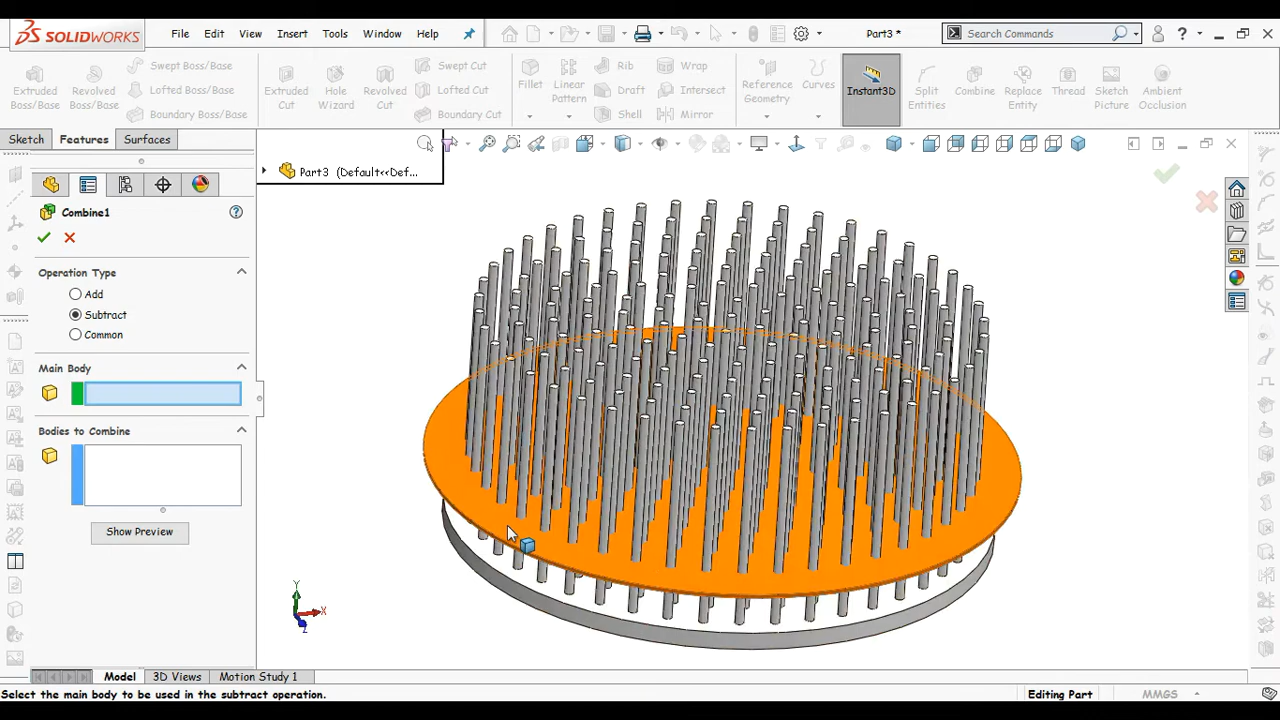 SOLIDWORKS
File Edit View Insert Tools Window Help
Part3 *
Search Commands
Extruded Boss/Base
Revolved Boss/Base
Swept Boss/Base
Lofted Boss/Base
Boundary Boss/Base
Extruded Cut
Hole Wizard
Revolved Cut
Swept Cut
Lofted Cut
Boundary Cut
Fillet
Linear Pattern
Rib
Draft
Shell
Wrap
Intersect
Mirror
Reference Geometry
Curves
Instant3D
Split Entities
Combine
Replace Entity
Thread
Sketch Picture
Ambient Occlusion
Sketch Features Surfaces
Part3 (Default<<Def...
Combine1
Operation Type
Add
Subtract
Common
Main Body
Bodies to Combine
Show Preview
Y
X
Z
Model 3D Views Motion Study 1
Select the main body to be used in the subtract operation.
Editing Part
MMGS